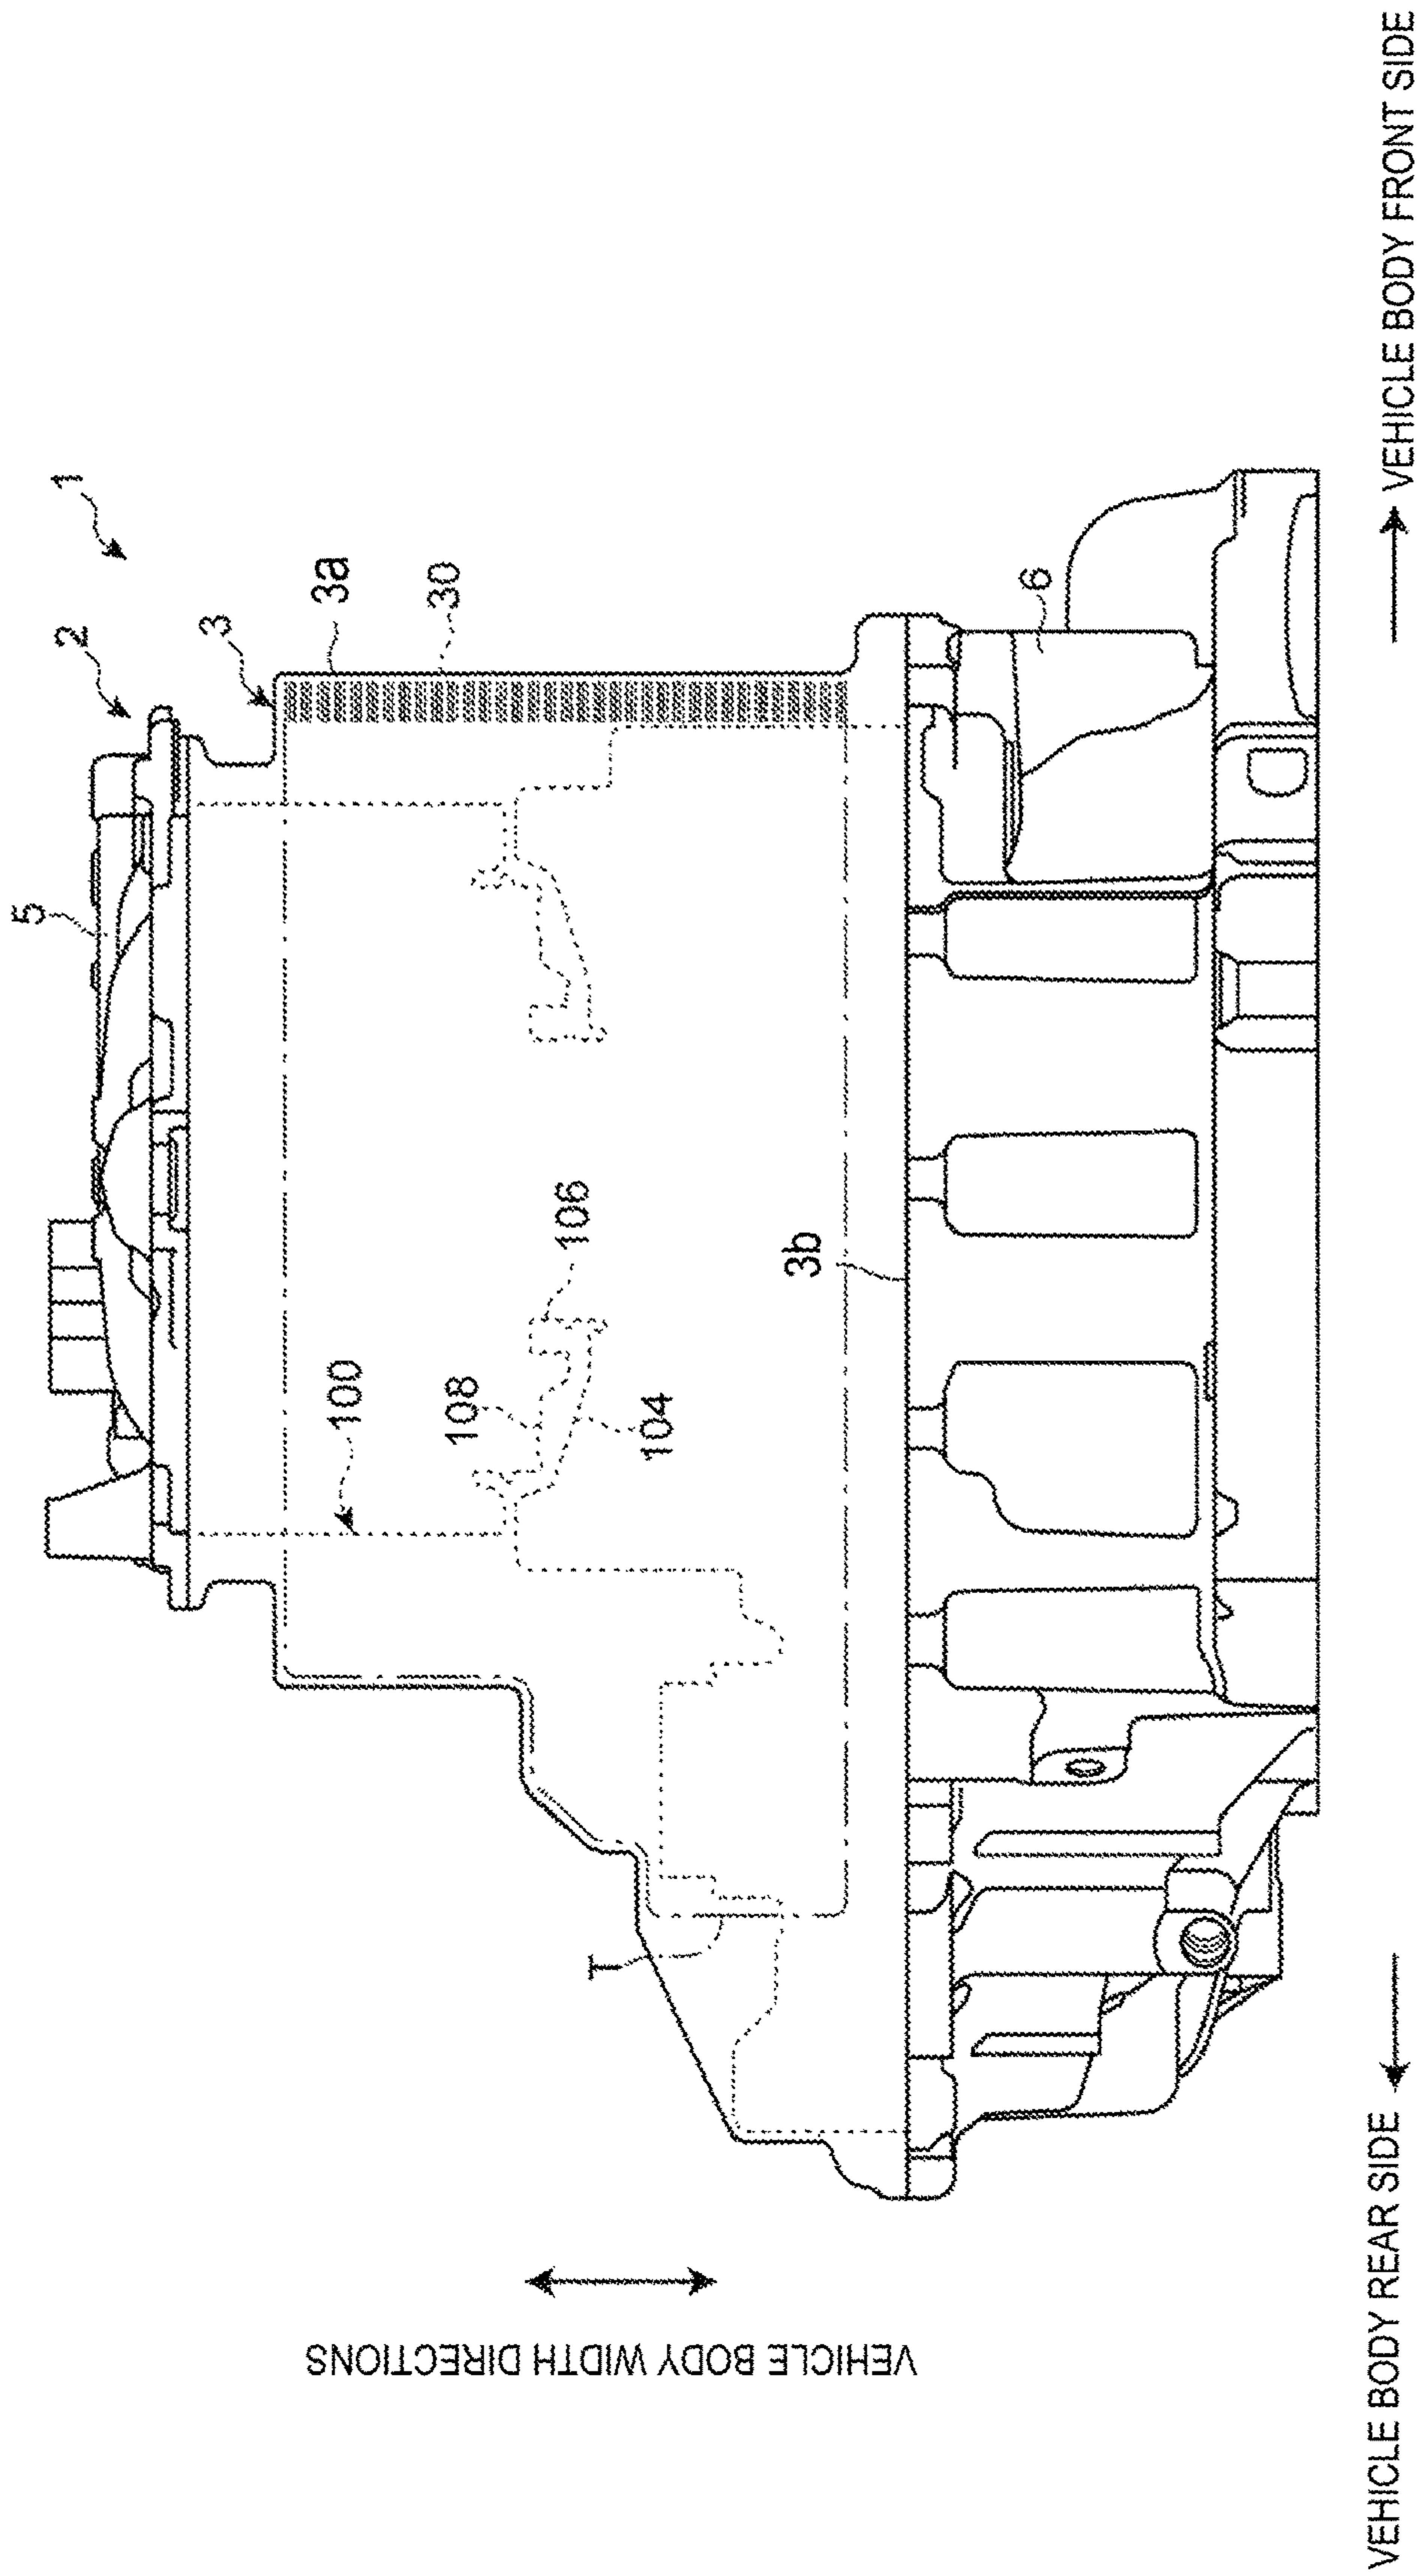 1
2
3
3a
30
5
6
100
106
108
104
3b
T
VEHICLE BODY WIDTH DIRECTIONS
VEHICLE BODY REAR SIDE
VEHICLE BODY FRONT SIDE